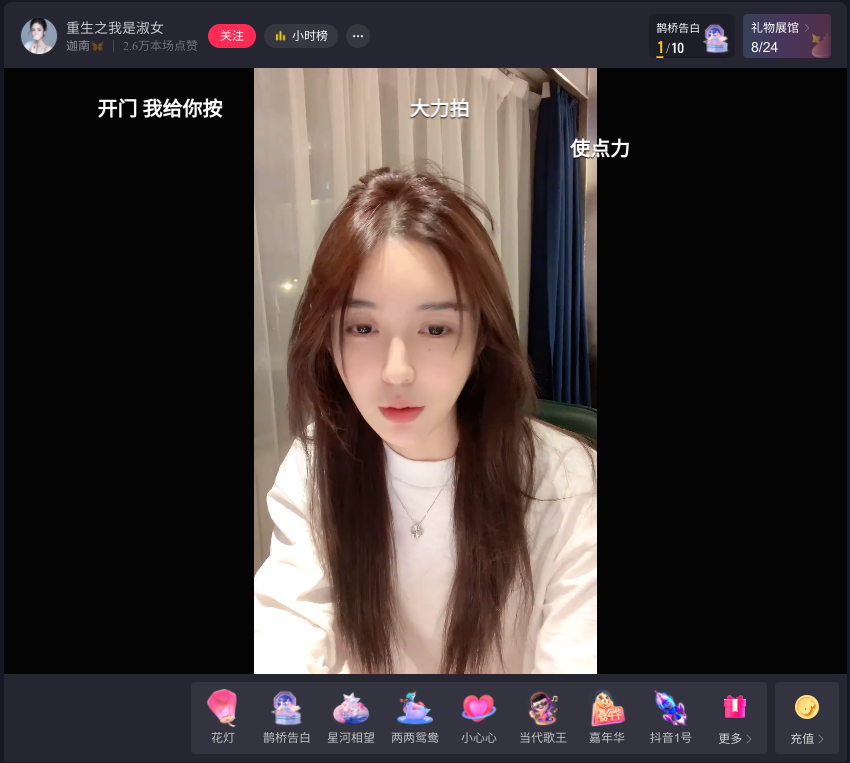 重生之我是淑女
迦南 | 2.6万本场点赞
关注
小时榜
鹊桥告白
1/10
礼物展馆
8/24
开门 我给你按
大力拍
使点力
花灯
鹊桥告白
星河相望
两两鸳鸯
小心心
当代歌王
嘉年华
嘉年华
抖音1号
更多
充值